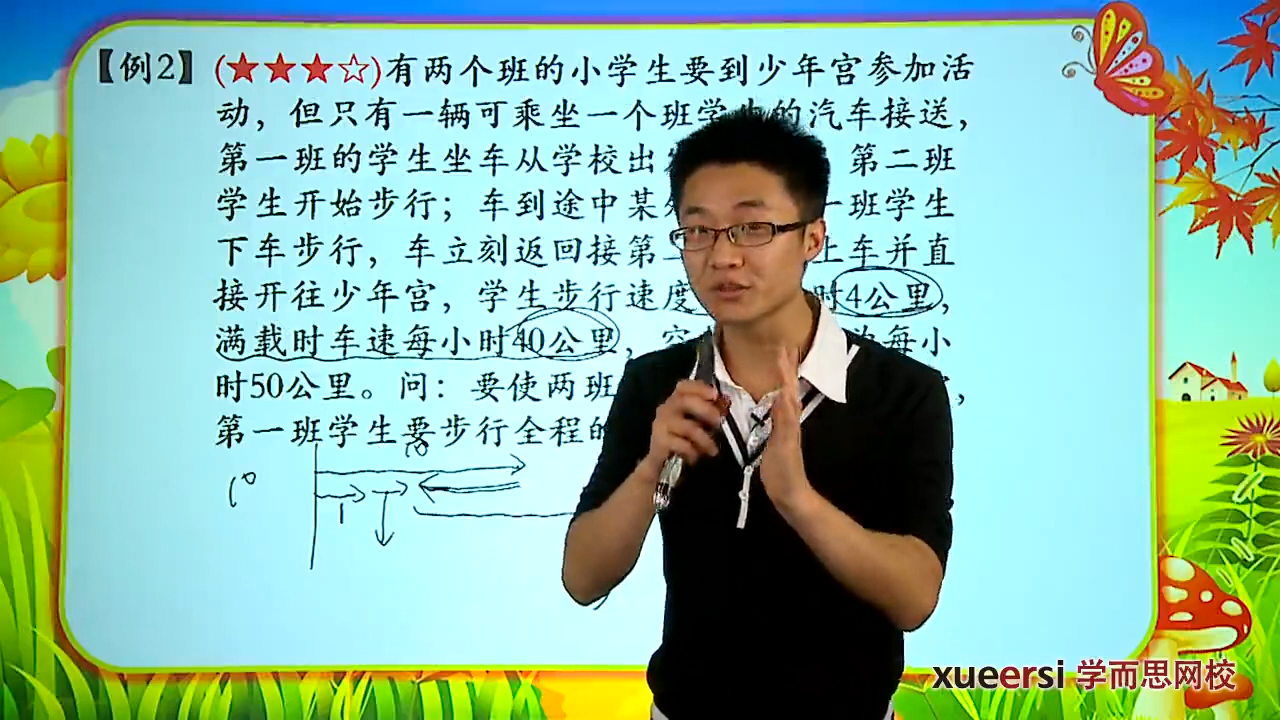 【例2】(★★★☆)有两个班的小学生要到少年宫参加活
动，但只有一辆可乘坐一个班学生的汽车接送，
第一班的学生坐车从学校出 第二班
学生开始步行；车到途中某 一班学生
下车步行，车立刻返回接第 上车并直
接开往少年宫，学生步行速度 时4公里，
满载时车速每小时40公里， 每小
时50公里。问：要使两班 ，
第一班学生要步行全程的
10
1°
1
xueersi 学而思网校